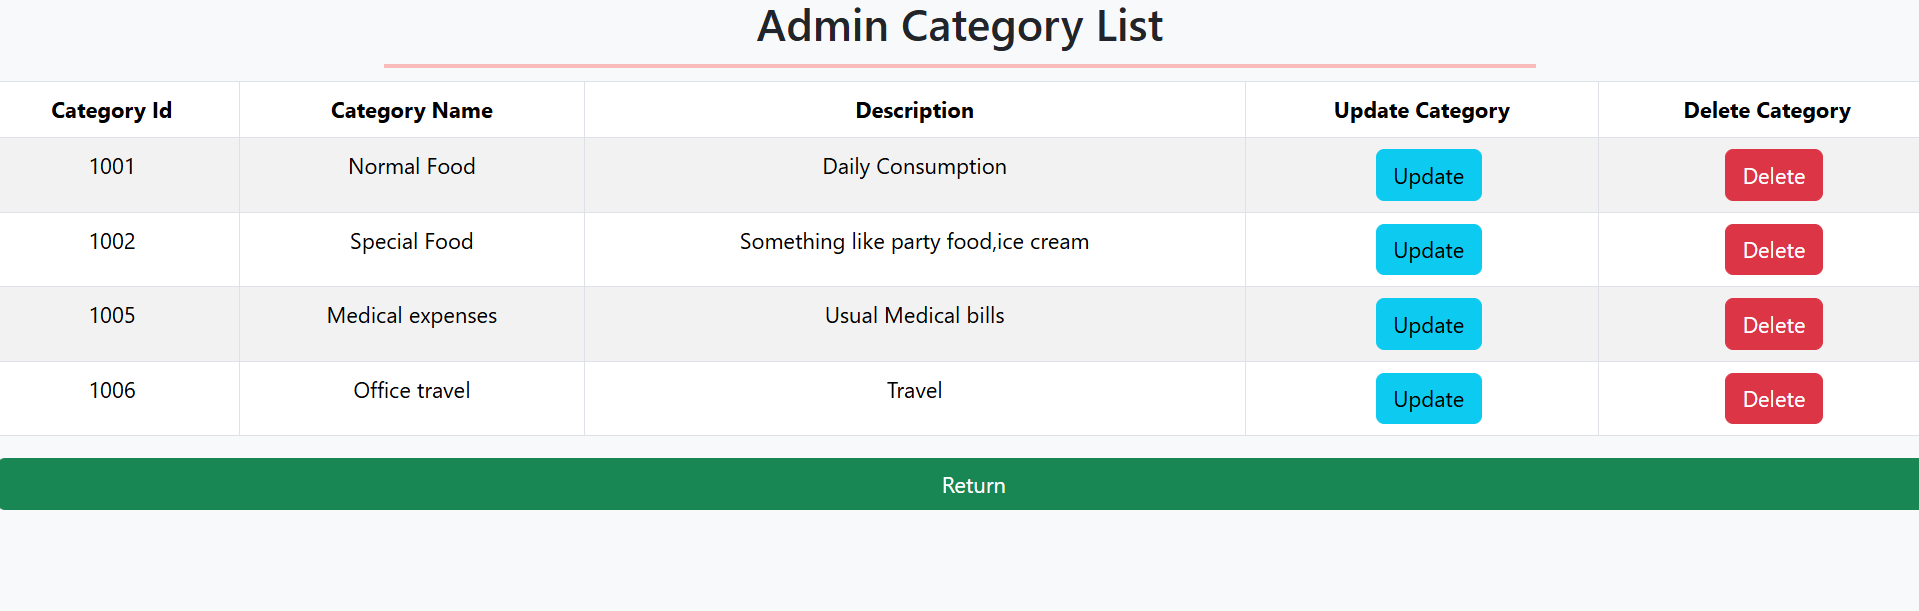 Admin Category List
Category Id Category Name Description Update Category Delete Category
1001 Normal Food Daily Consumption Update Delete
1002 Special Food Something like party food,ice cream Update Delete
1005 Medical expenses Usual Medical bills Update Delete
1006 Office travel Travel Update Delete
Return